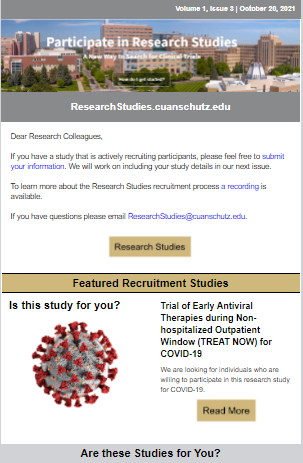 Volume 1, Issue 3 | October 20, 2021
Participate in Research Studies
A New Way to Search for Clinical Trials
How do I get started?
ResearchStudies.cuanschutz.edu
Dear Research Colleagues,
If you have a study that is actively recruiting participants, please feel free to submit
your information. We will work on including your study details in our next issue.
To learn more about the Research Studies recruitment process a recording is
available.
If you have questions please email ResearchStudies@cuanschutz.edu.
Research Studies
Featured Recruitment Studies
Is this study for you?
Trial of Early Antiviral
Therapies during Non-
hospitalized Outpatient
Window (TREAT NOW) for
COVID-19
We are looking for individuals who are
willing to participate in this research study
for COVID-19.
Read More
Are these Studies for You?